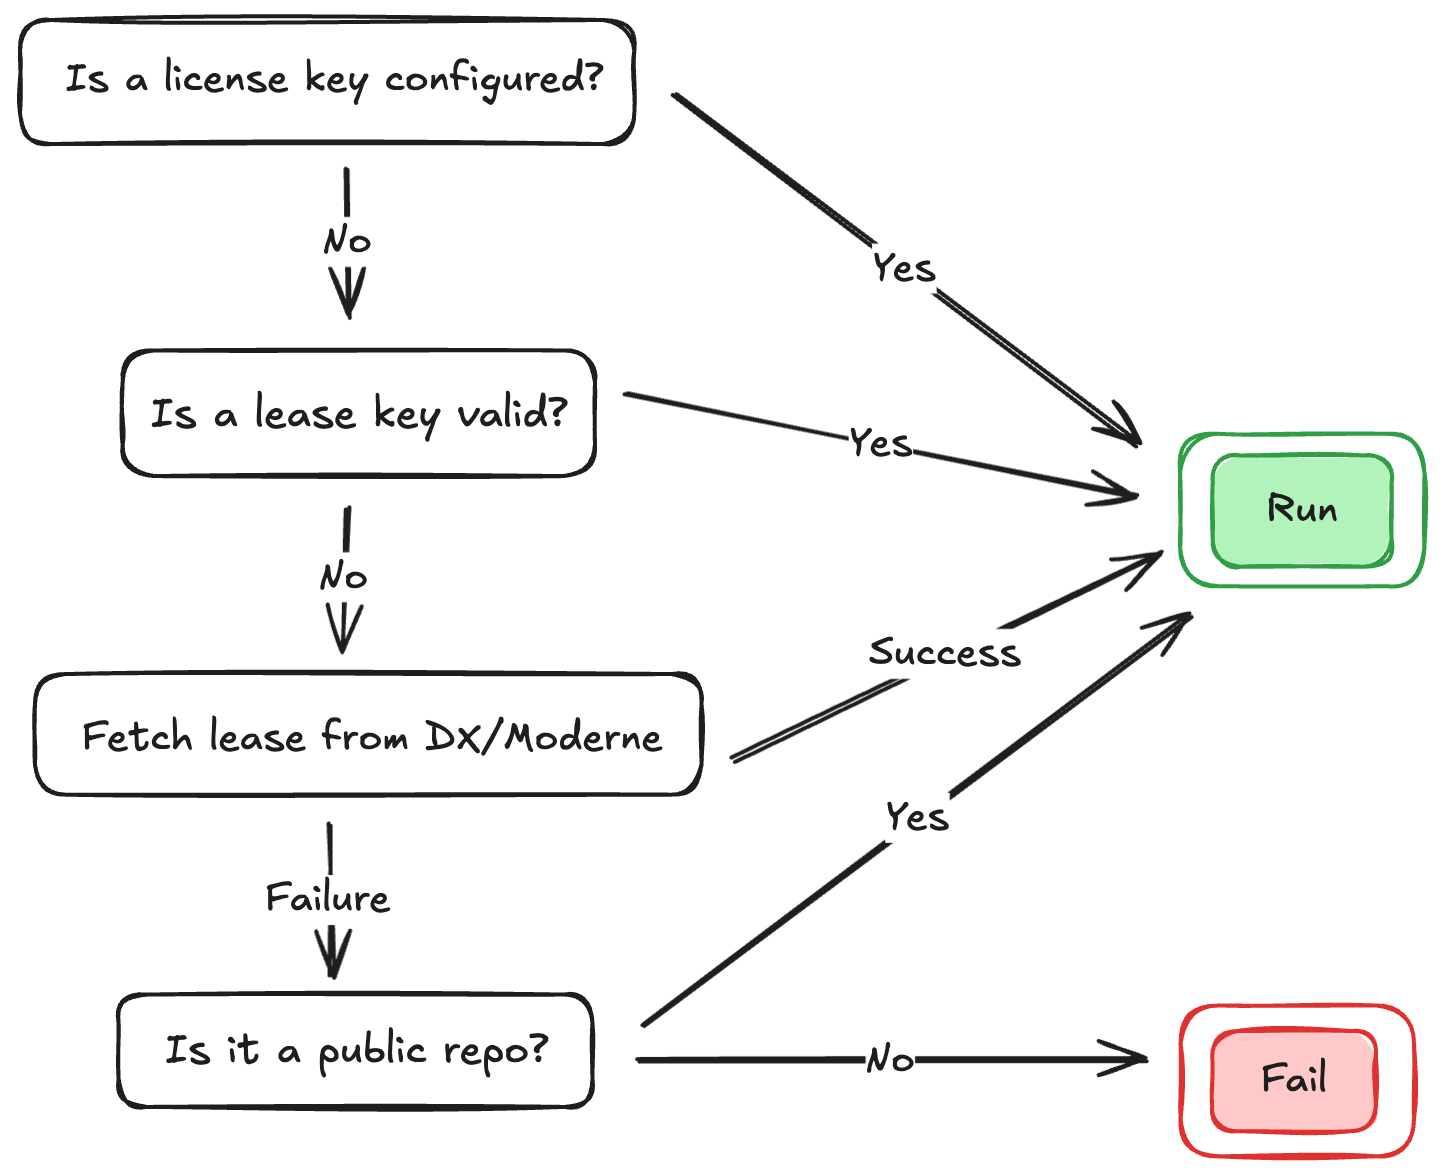 Is a license key configured?
No
Yes
Is a lease key valid?
Yes
Run
No
Success
Fetch lease from DX/Moderne
Yes
Failure
Is it a public repo?
No
Fail